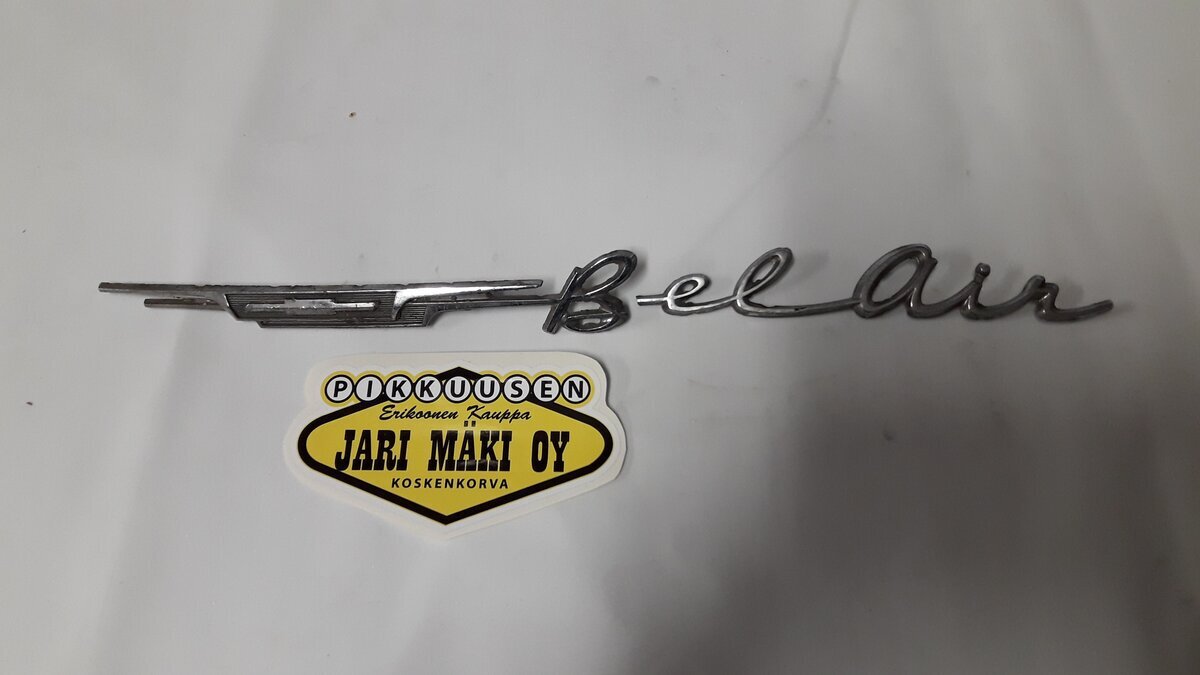 Bel Air
PIKKUUSEN
Erikoonen Kauppa
JARI MÄKI OY
KOSKENKORVA